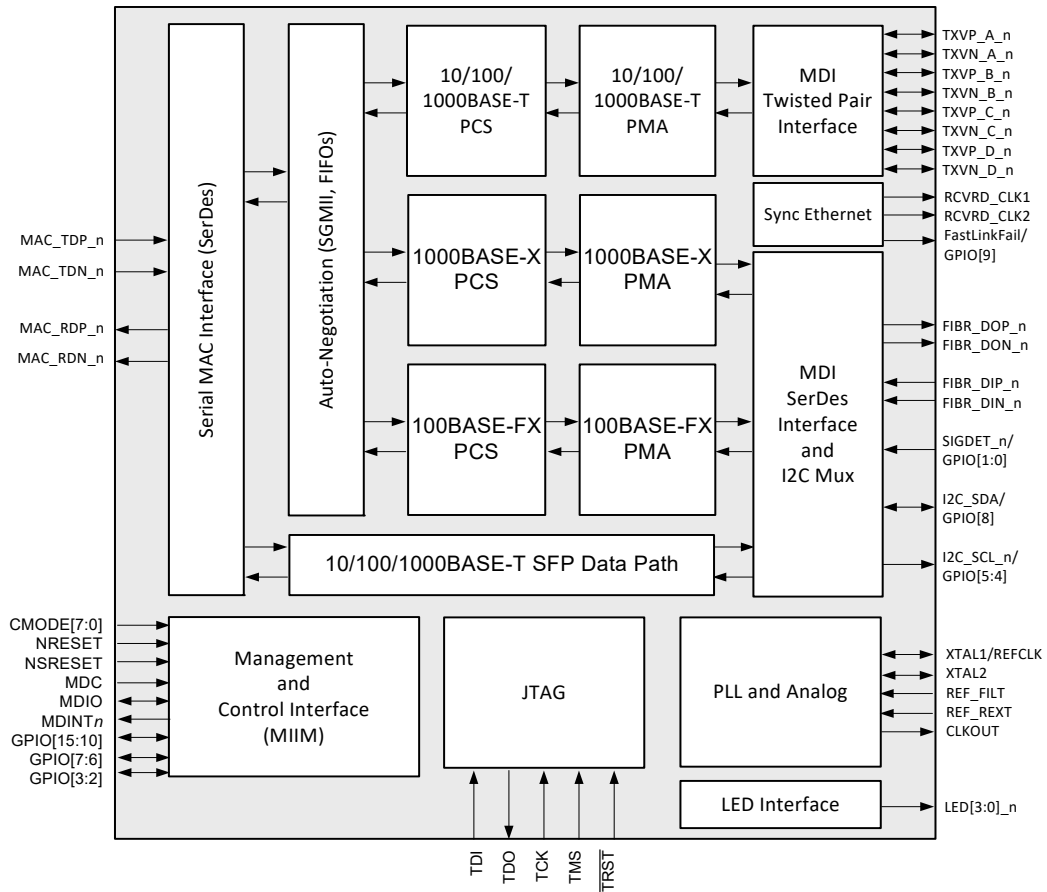 Serial MAC Interface (SerDes)
Auto-Negotiation (SGMII, FIFOs)
10/100/
1000BASE-T
PCS
10/100/
1000BASE-T
PMA
MDI
Twisted Pair
Interface
TXVP_A_n
TXVN_A_n
TXVP_B_n
TXVN_B_n
TXVP_C_n
TXVN_C_n
TXVP_D_n
TXVN_D_n
Sync Ethernet
RCVRD_CLK1
RCVRD_CLK2
FastLinkFail/
GPIO[9]
MAC_TDP_n
MAC_TDN_n
MAC_RDP_n
MAC_RDN_n
1000BASE-X
PCS
1000BASE-X
PMA
100BASE-FX
PCS
100BASE-FX
PMA
MDI
SerDes
Interface
and
I2C Mux
FIBR_DOP_n
FIBR_DON_n
FIBR_DIP_n
FIBR_DIN_n
SIGDET_n/
GPIO[1:0]
I2C_SDA/
GPIO[8]
I2C_SCL_n/
GPIO[5:4]
10/100/1000BASE-T SFP Data Path
CMODE[7:0]
NRESET
NSRESET
MDC
MDIO
MDINTn
GPIO[15:10]
GPIO[7:6]
GPIO[3:2]
Management
and
Control Interface
(MIIM)
JTAG
PLL and Analog
XTAL1/REFCLK
XTAL2
REF_FILT
REF_REXT
CLKOUT
LED Interface
LED[3:0]_n
TDI
TDO
TCK
TMS
TRST